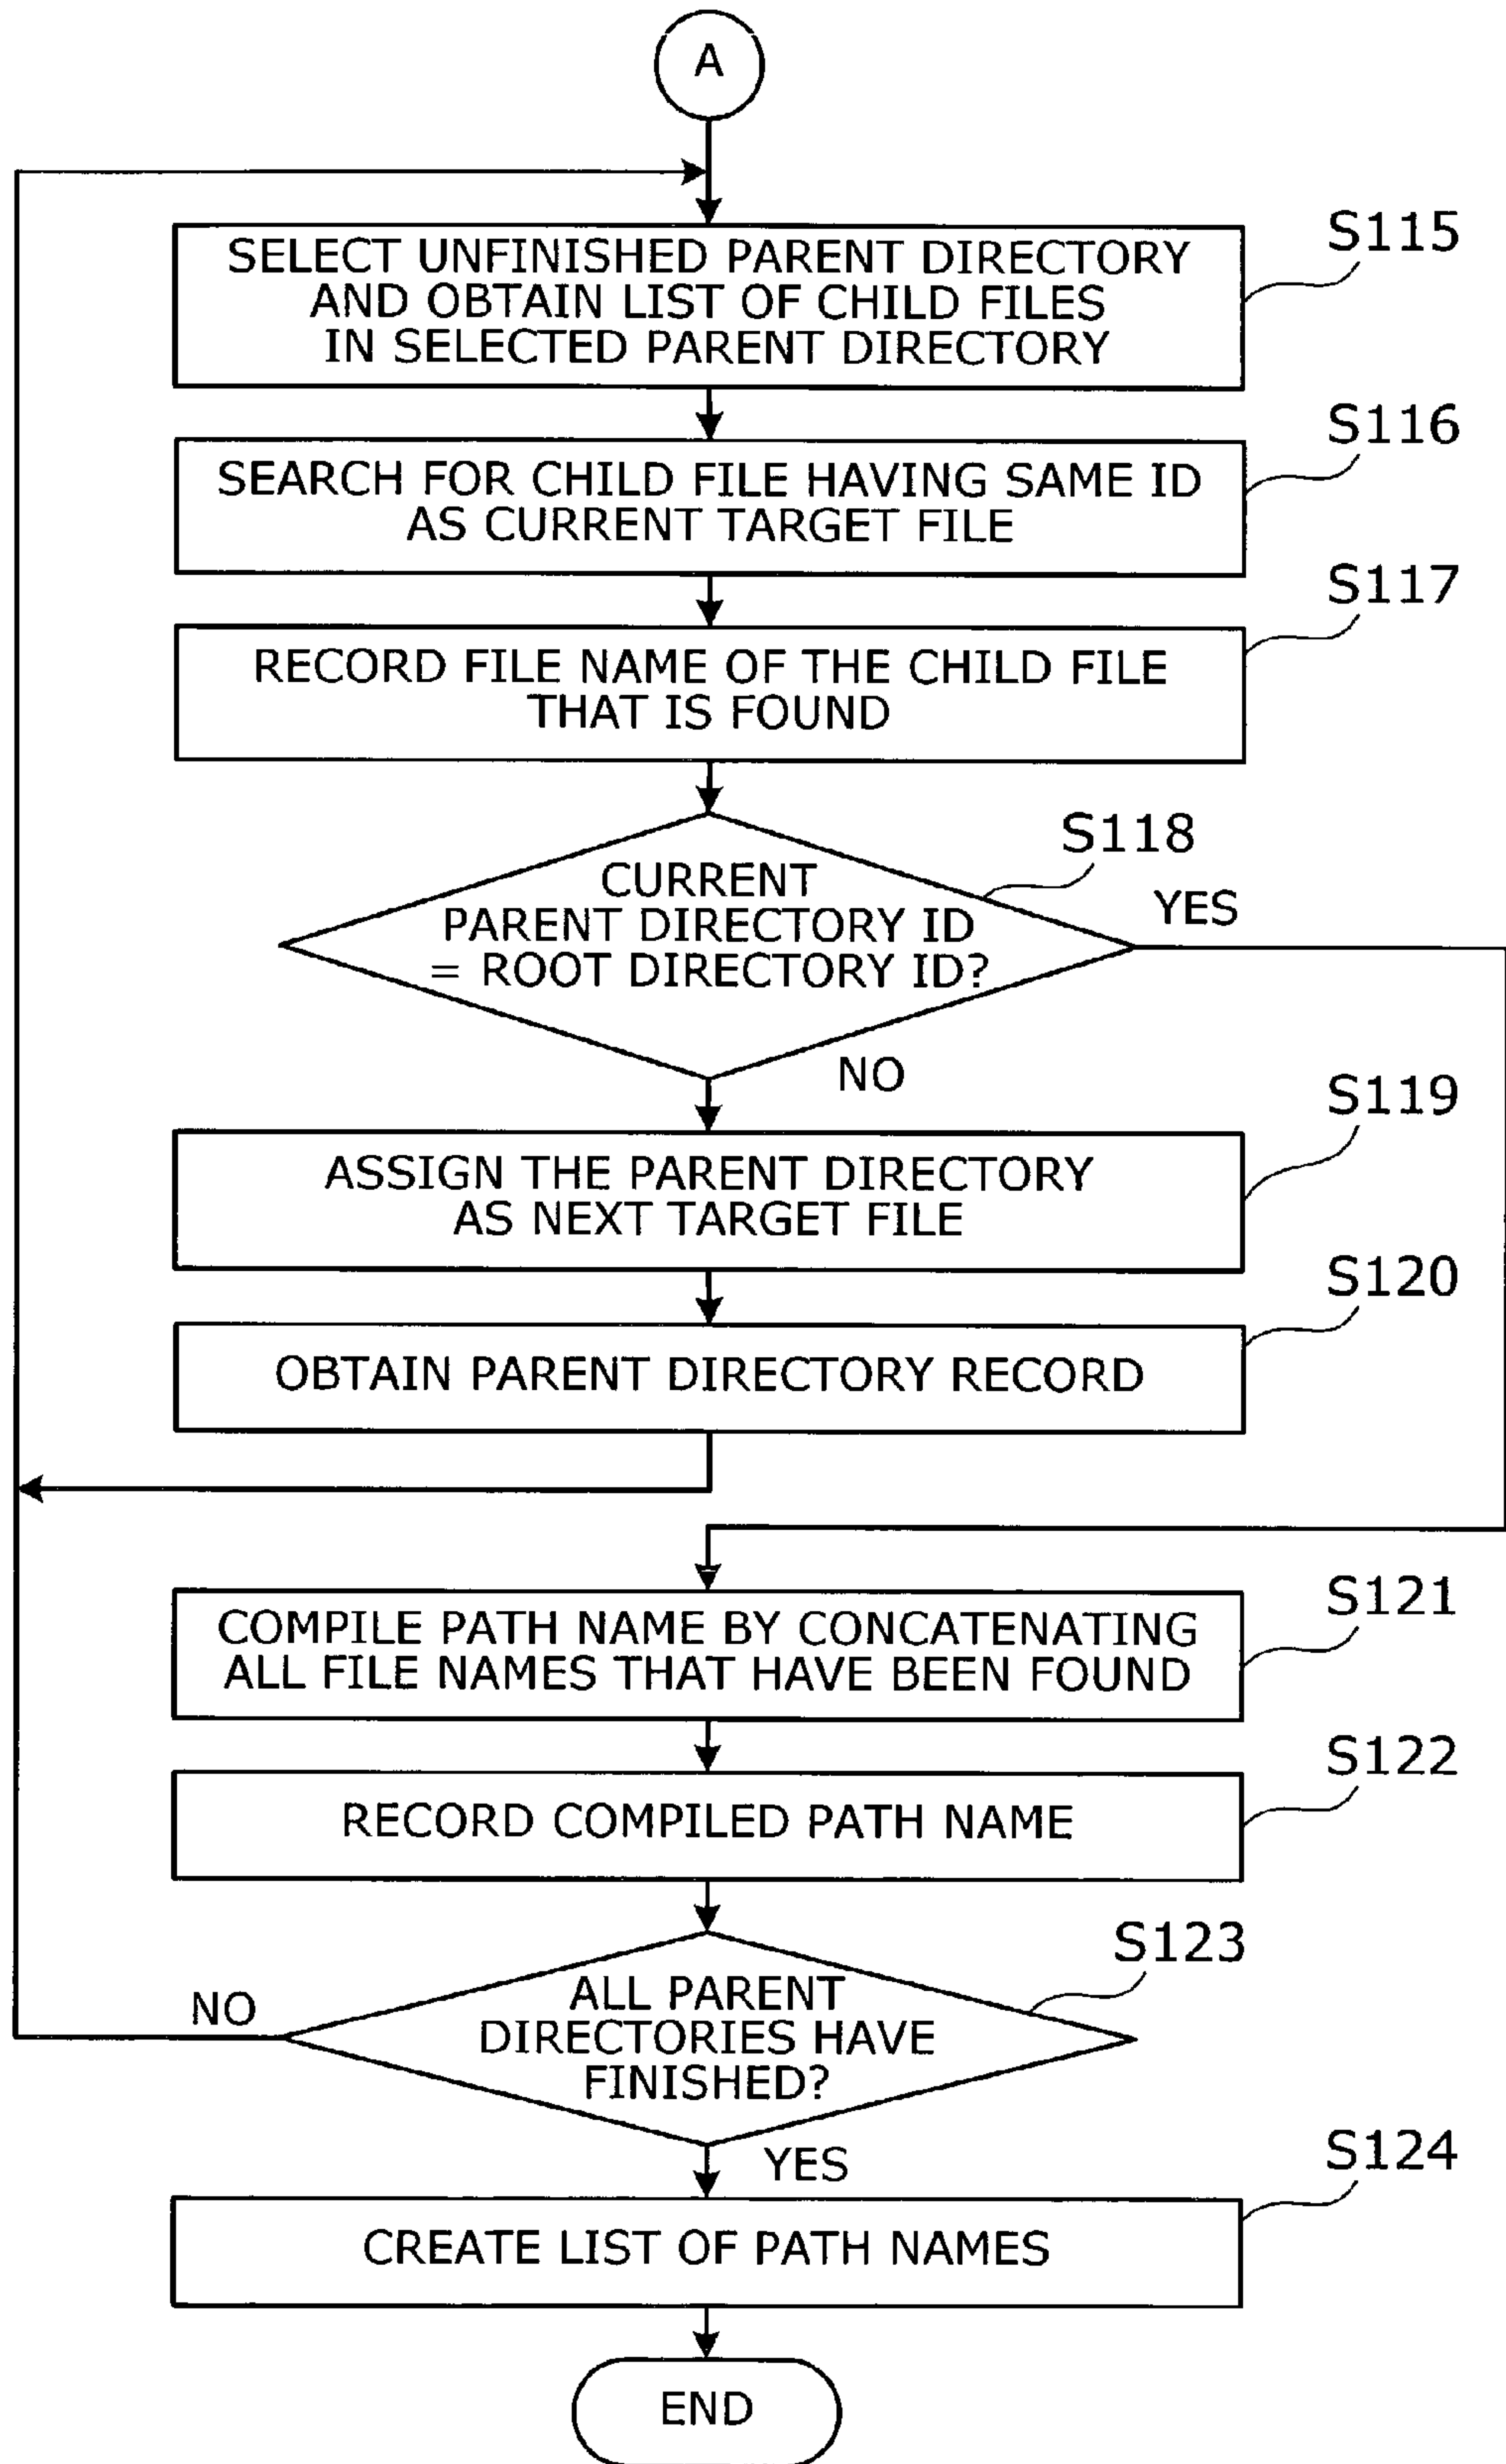 A
SELECT UNFINISHED PARENT DIRECTORY
AND OBTAIN LIST OF CHILD FILES
IN SELECTED PARENT DIRECTORY
S115
SEARCH FOR CHILD FILE HAVING SAME ID
AS CURRENT TARGET FILE
S116
RECORD FILE NAME OF THE CHILD FILE
THAT IS FOUND
S117
CURRENT
PARENT DIRECTORY ID
= ROOT DIRECTORY ID?
S118
YES
NO
ASSIGN THE PARENT DIRECTORY
AS NEXT TARGET FILE
S119
OBTAIN PARENT DIRECTORY RECORD
S120
COMPILE PATH NAME BY CONCATENATING
ALL FILE NAMES THAT HAVE BEEN FOUND
S121
RECORD COMPILED PATH NAME
S122
ALL PARENT
DIRECTORIES HAVE
FINISHED?
S123
NO
YES
CREATE LIST OF PATH NAMES
S124
END